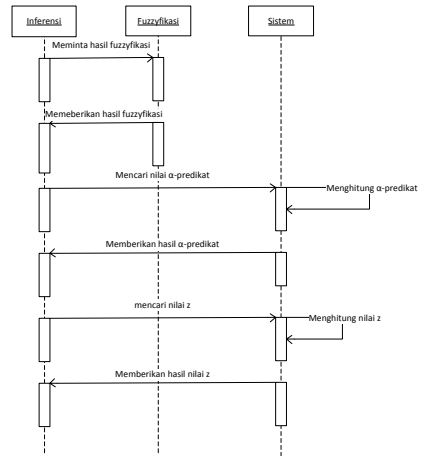 Inferensi
Fuzzyfikasi
Sistem
Meminta hasil fuzzyfikasi
Memeberikan hasil fuzzyfikasi
Mencari nilai α-predikat
Menghitung α-predikat
Memberikan hasil α-predikat
mencari nilai z
Menghitung nilai z
Memberikan hasil nilai z